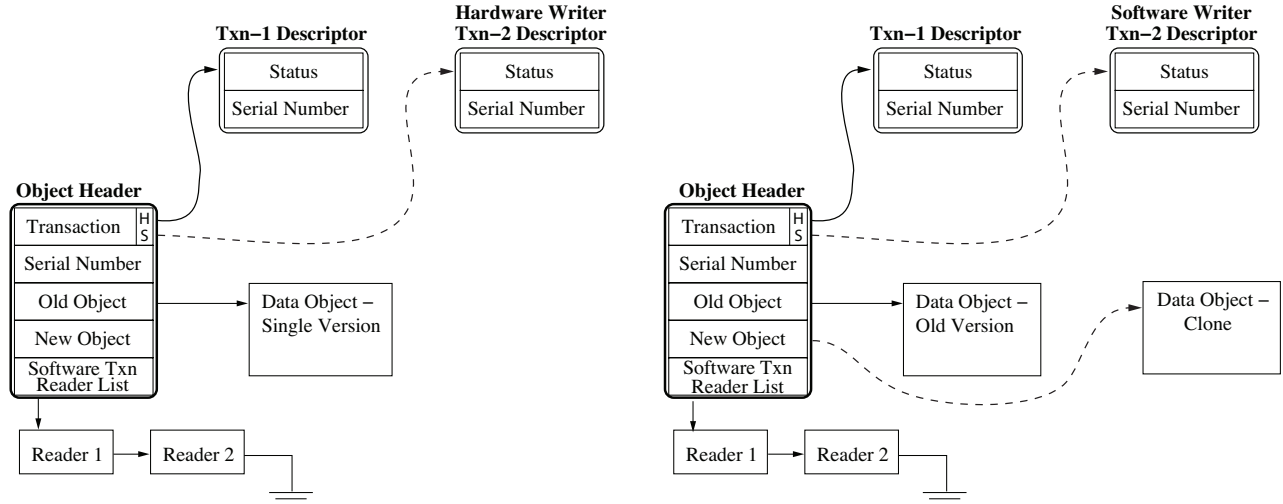 Hardware Writer
Txn−1 Descriptor
Txn−2 Descriptor
Status
Serial Number
Status
Serial Number
Object Header
Transaction
H
S
Serial Number
Old Object
New Object
Software Txn
Reader List
Data Object −
Single Version
Reader 1
Reader 2
Software Writer
Txn−1 Descriptor
Txn−2 Descriptor
Status
Serial Number
Status
Serial Number
Object Header
Transaction
H
S
Serial Number
Old Object
New Object
Software Txn
Reader List
Data Object −
Old Version
Data Object −
Clone
Reader 1
Reader 2